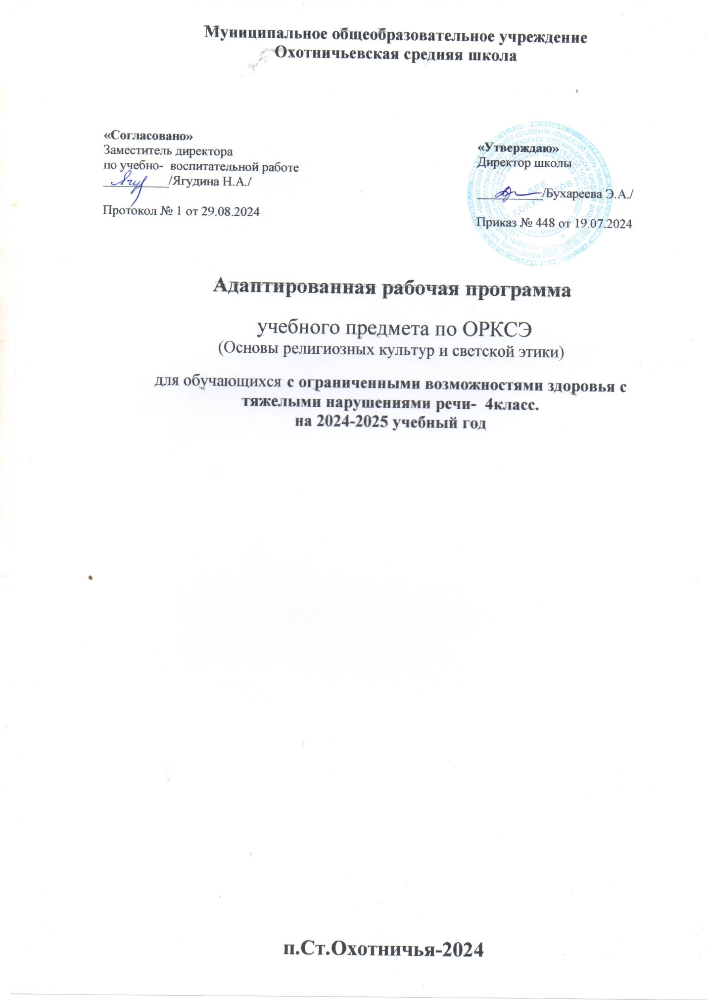 Муниципальное общеобразовательное учреждение
Охотничьевская средняя школа
«Согласовано»
Заместитель директора
по учебно- воспитательной работе
__________/Ягудина Н.А./
Протокол № 1 от 29.08.2024
«Утверждаю»
Директор школы
__________/Бухареева Э.А./
Приказ № 448 от 19.07.2024
ДЛЯ
ДОКУМЕНТОВ
Адаптированная рабочая программа
учебного предмета по ОРКСЭ
(Основы религиозных культур и светской этики)
для обучающихся с ограниченными возможностями здоровья с
тяжелыми нарушениями речи- 4класс.
на 2024-2025 учебный год
п.Ст.Охотничья-2024